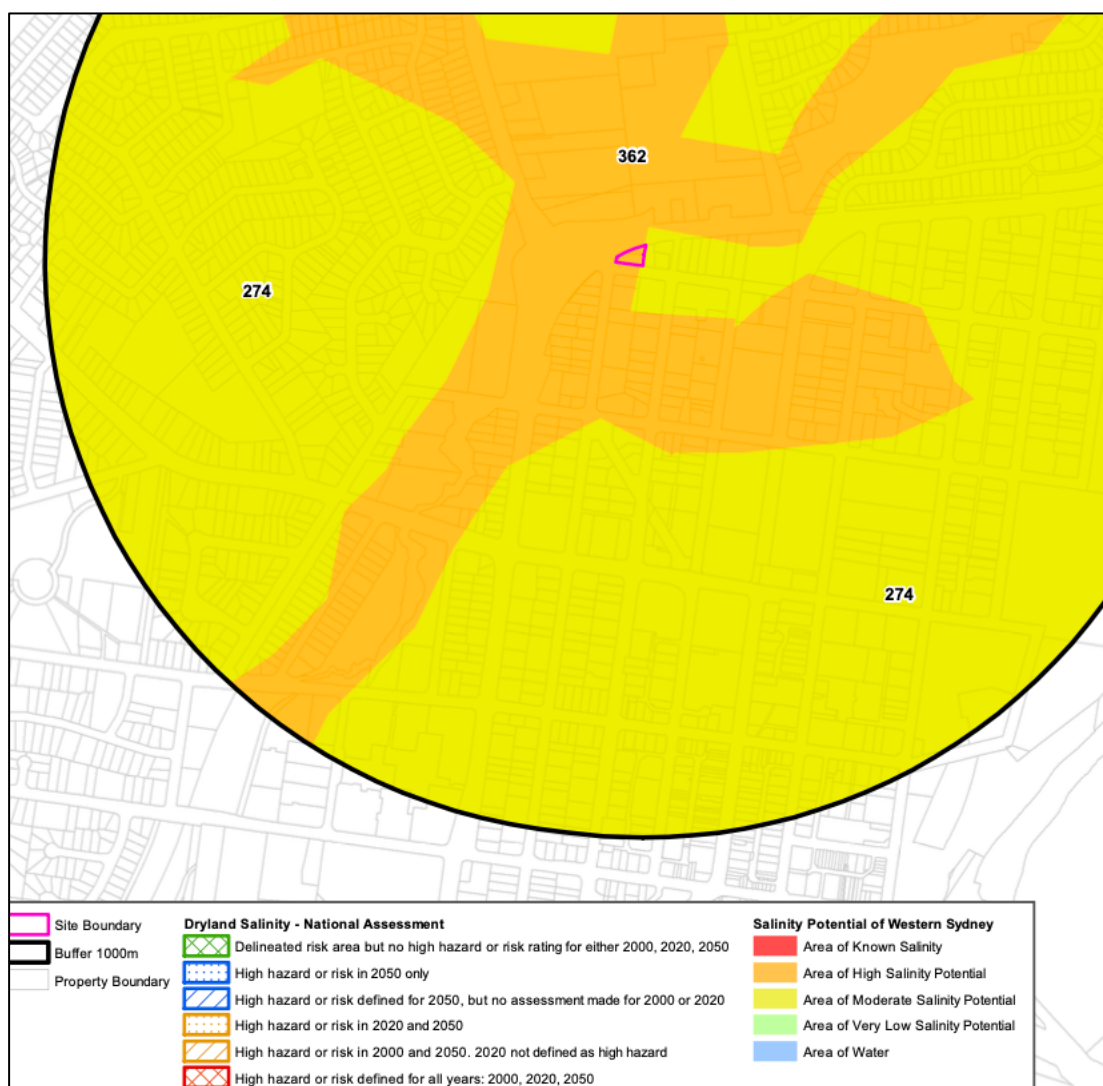 362
274
274
Site Boundary
Buffer 1000m
Property Boundary
Dryland Salinity - National Assessment
Delineated risk area but no high hazard or risk rating for either 2000, 2020, 2050
High hazard or risk in 2050 only
High hazard or risk defined for 2050, but no assessment made for 2000 or 2020
High hazard or risk in 2020 and 2050
High hazard or risk in 2000 and 2050. 2020 not defined as high hazard
High hazard or risk defined for all years: 2000, 2020, 2050
Salinity Potential of Western Sydney
Area of Known Salinity
Area of High Salinity Potential
Area of Moderate Salinity Potential
Area of Very Low Salinity Potential
Area of Water